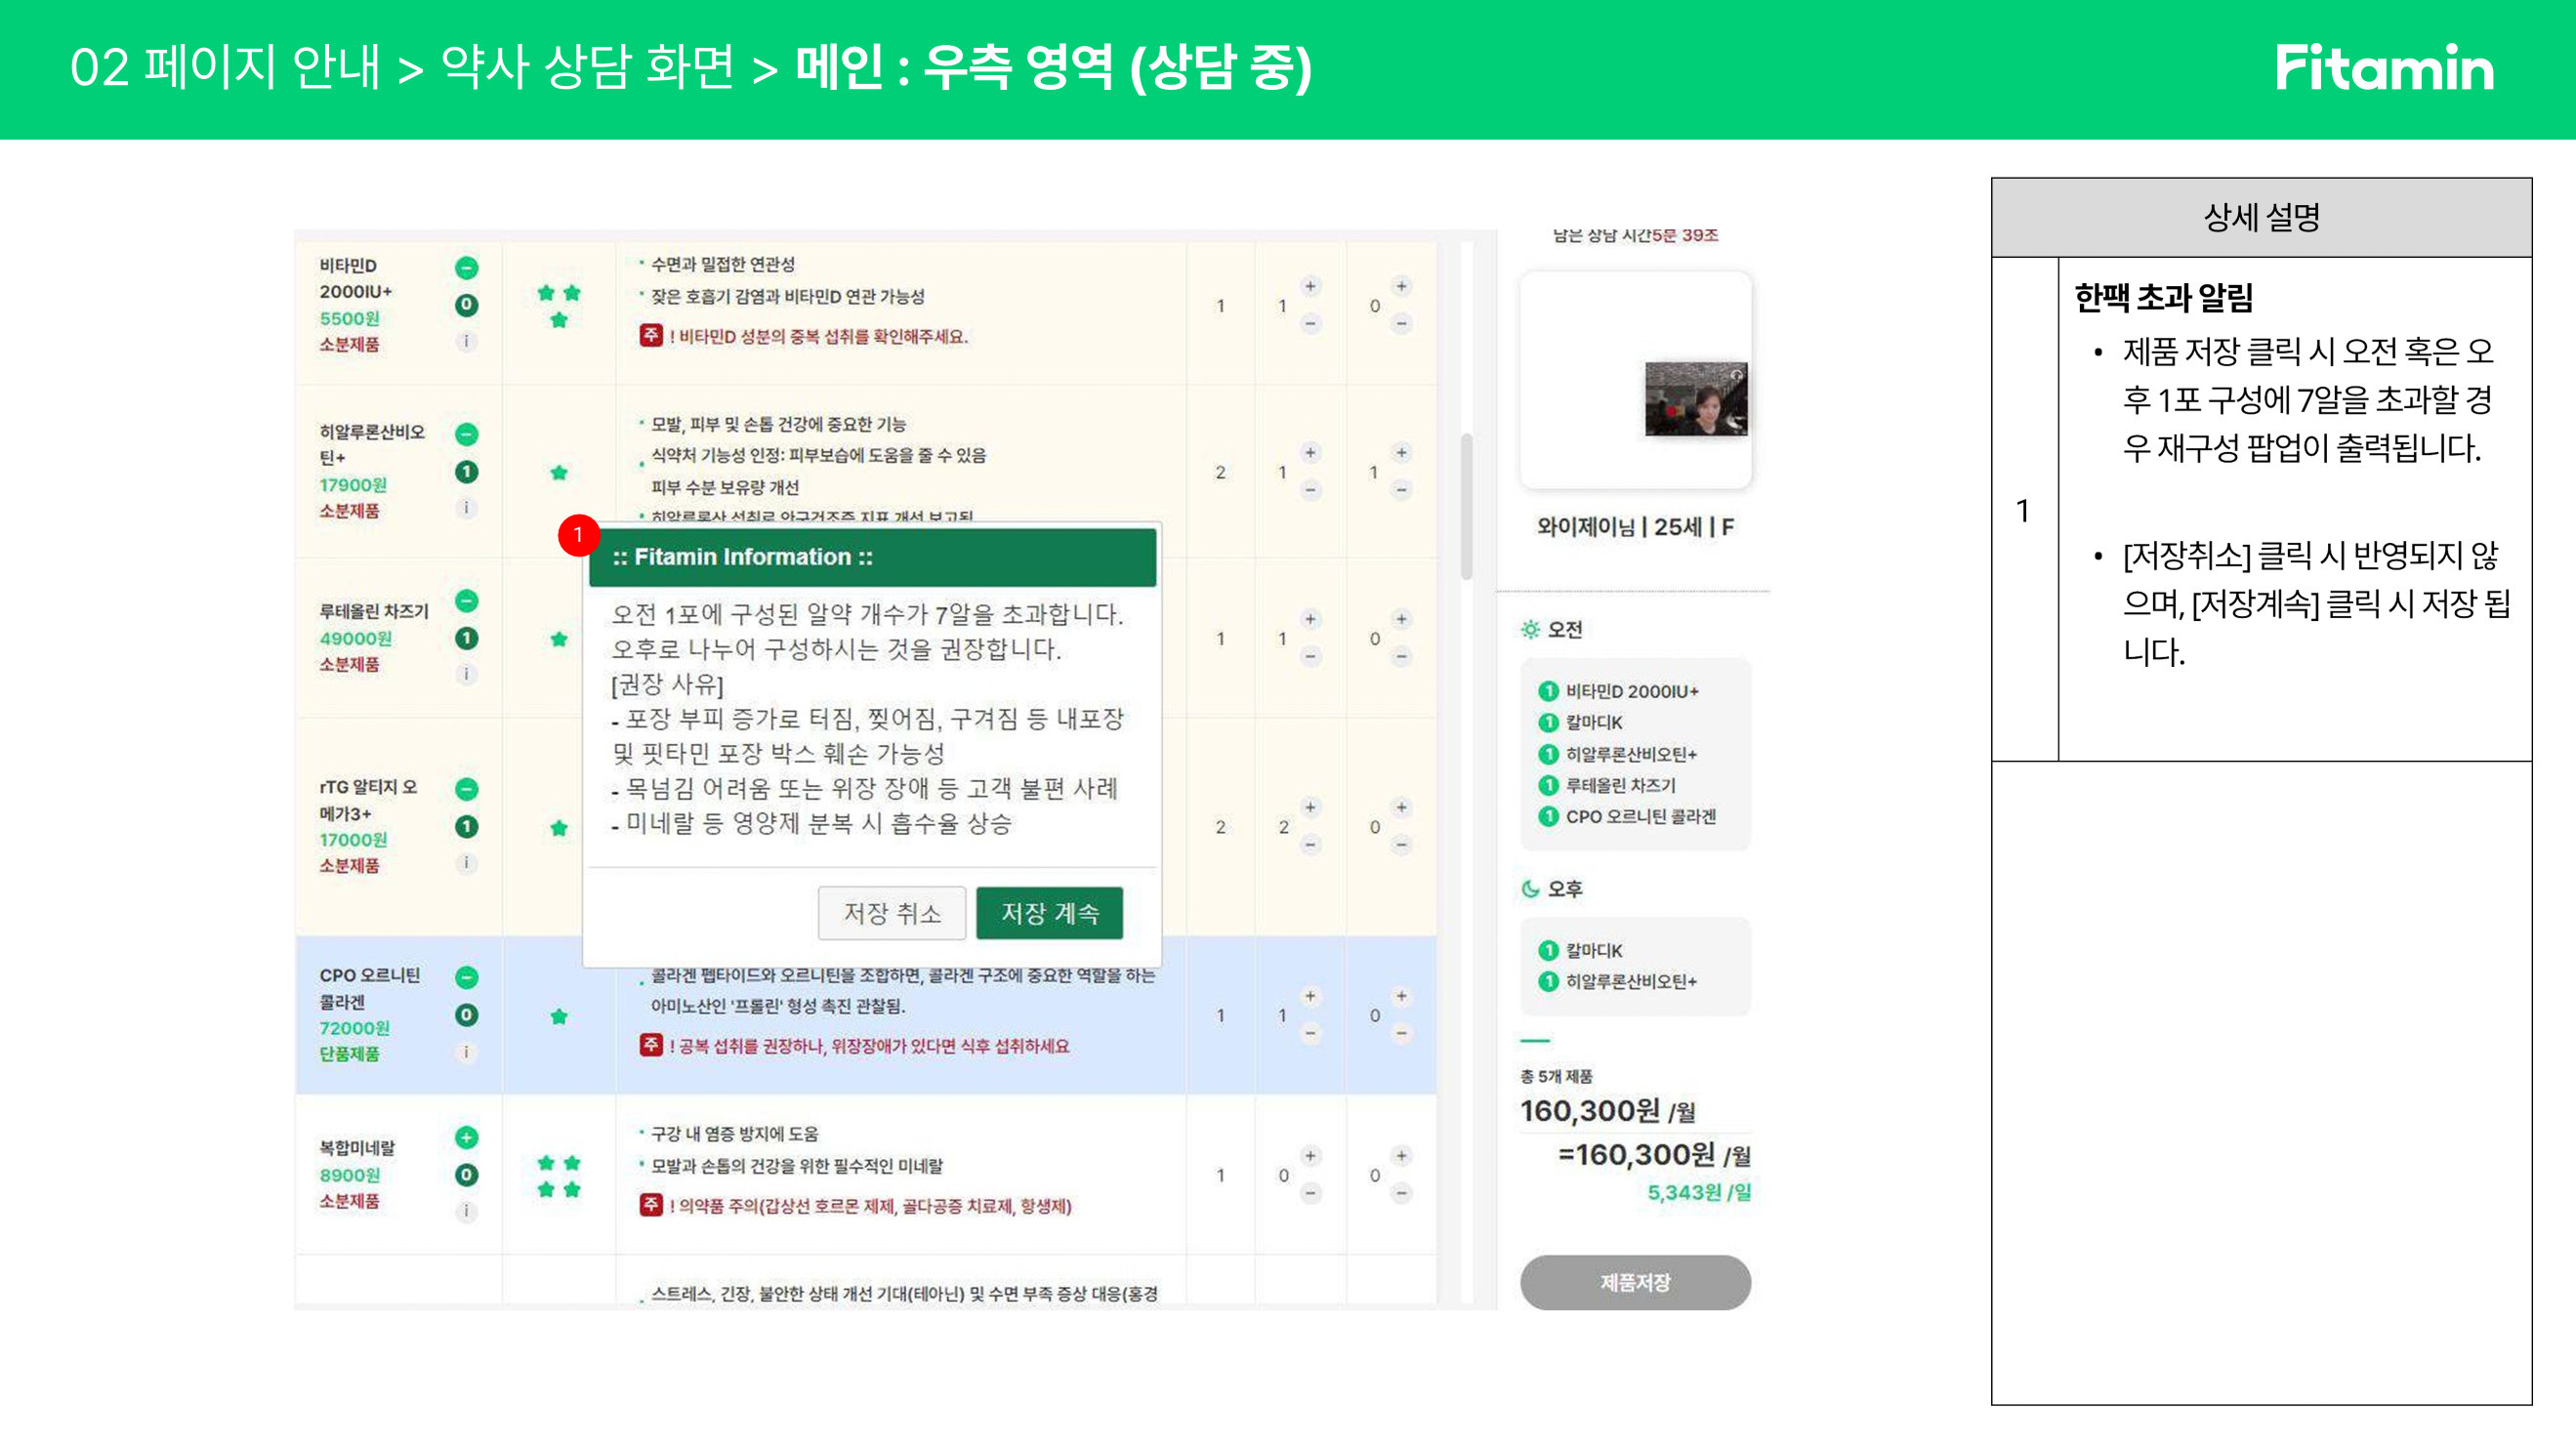 02 페이지 안내 > 약사 상담 화면 > 메인 : 우측 영역 (상담 중)
Fitamin
비타민D
2000IU+
5500원
소분제품
0
i
수면과 밀접한 연관성
잦은 호흡기 감염과 비타민D 연관 가능성
주 ! 비타민D 성분의 중복 섭취를 확인해주세요.
1
1
+
−
0
+
−
히알루론산비오
틴+
17900원
소분제품
1
i
모발, 피부 및 손톱 건강에 중요한 기능
식약처 기능성 인정: 피부보습에 도움을 줄 수 있음
피부 수분 보유량 개선
히알루론산 섭취로 안구건조증 지표 개선 보고됨
2
1
+
−
1
+
−
루테올린 차즈기
49000원
소분제품
1
i
1
1
+
−
0
+
−
rTG 알티지 오
메가3+
17000원
소분제품
1
i
2
2
+
−
0
+
−
1
:: Fitamin Information ::
오전 1포에 구성된 알약 개수가 7알을 초과합니다.
오후로 나누어 구성하시는 것을 권장합니다.
[권장 사유]
- 포장 부피 증가로 터짐, 찢어짐, 구겨짐 등 내포장
및 핏타민 포장 박스 훼손 가능성
- 목넘김 어려움 또는 위장 장애 등 고객 불편 사례
- 미네랄 등 영양제 분복 시 흡수율 상승
저장 취소
저장 계속
CPO 오르니틴
콜라겐
72000원
단품제품
0
i
콜라겐 펩타이드와 오르니틴을 조합하면, 콜라겐 구조에 중요한 역할을 하는
아미노산인 '프롤린' 형성 촉진 관찰됨.
주 ! 공복 섭취를 권장하나, 위장장애가 있다면 식후 섭취하세요
1
1
+
−
0
+
−
복합미네랄
8900원
소분제품
+
0
i
구강 내 염증 방지에 도움
모발과 손톱의 건강을 위한 필수적인 미네랄
주 ! 의약품 주의(갑상선 호르몬 제제, 골다공증 치료제, 항생제)
1
0
+
−
0
+
−
스트레스, 긴장, 불안한 상태 개선 기대(테아닌) 및 수면 부족 증상 대응(홍경
남은 상담 시간5분 39초
와이제이님 | 25세 | F
오전
1 비타민D 2000IU+
1 칼마디K
1 히알루론산비오틴+
1 루테올린 차즈기
1 CPO 오르니틴 콜라겐
오후
1 칼마디K
1 히알루론산비오틴+
총 5개 제품
160,300원 /월
=160,300원 /월
5,343원 /일
제품저장
상세 설명
1
한팩 초과 알림
• 제품 저장 클릭 시 오전 혹은 오
후 1포 구성에 7알을 초과할 경
우 재구성 팝업이 출력됩니다.
• [저장취소] 클릭 시 반영되지 않
으며, [저장계속] 클릭 시 저장 됩
니다.